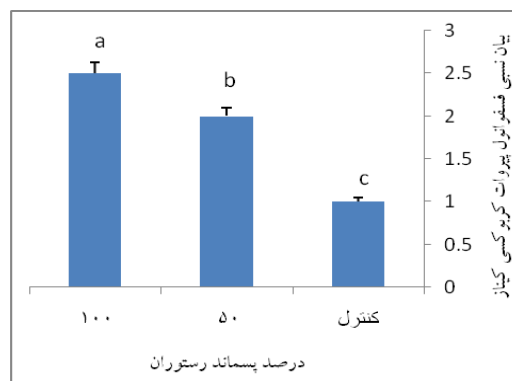 بیان نسبی فسفوانول پیروات کربوکسی کیناز
3
2.5
2
1.5
1
0.5
0
a
b
c
کنترل
۵۰
۱۰۰
درصد پسماند رستوران